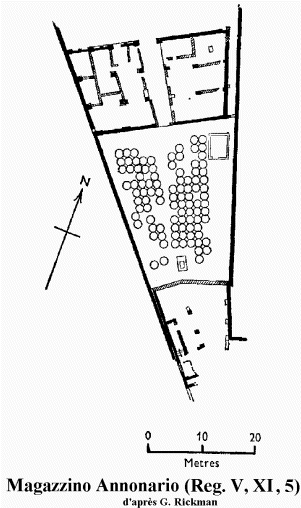 N
0 10 20
Metres
Magazzino Annonario (Reg. V, XI, 5)
d'après G. Rickman